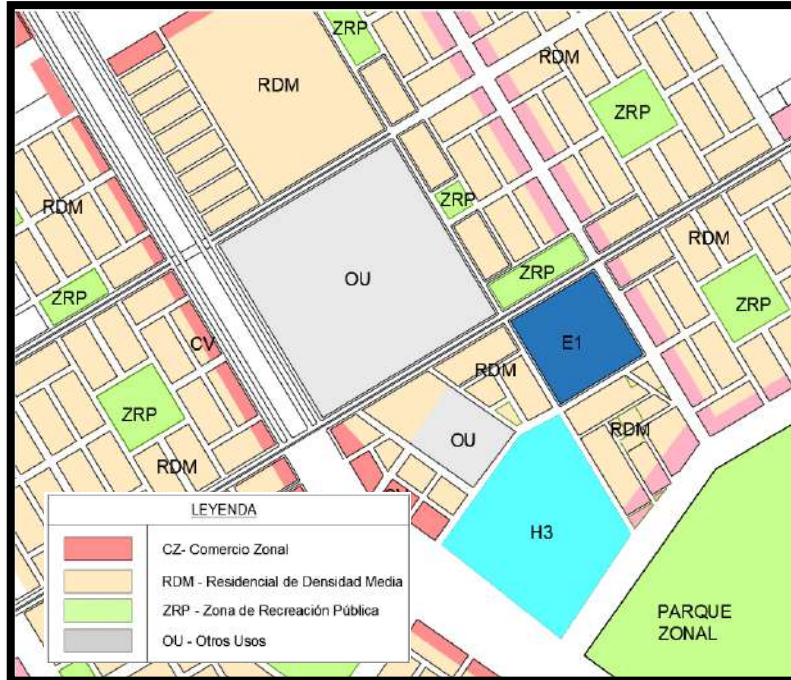 ZRP
RDM
RDM
ZRP
RDM
ZRP
RDM
OU
ZRP
ZRP
ZRP
CV
E1
RDM
ZRP
OU
RDM
RDM
H3
PARQUE
ZONAL
LEYENDA
CZ- Comercio Zonal
RDM - Residencial de Densidad Media
ZRP - Zona de Recreación Pública
OU - Otros Usos